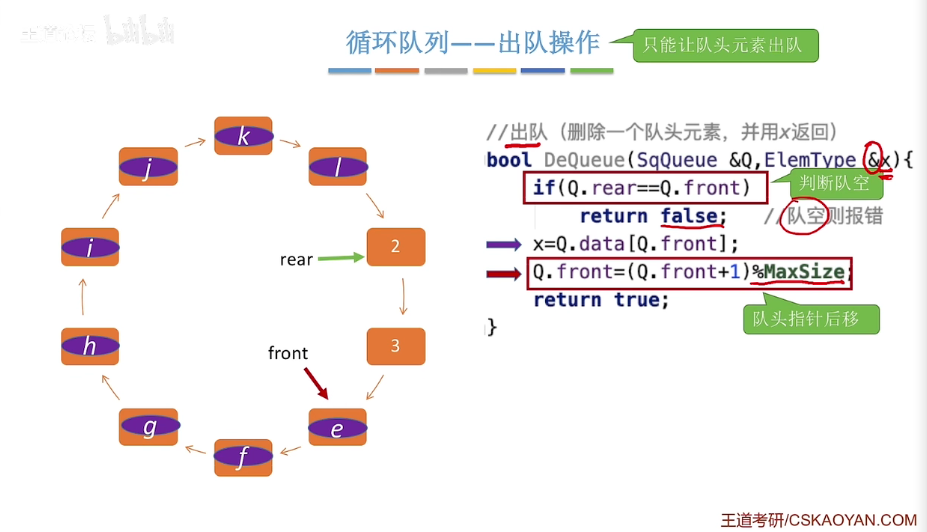 王道考研 bilibili
循环队列——出队操作
只能让队头元素出队
k
j
l
i
2
rear
h
3
front
g
e
f
//出队（删除一个队头元素，并用x返回）
bool DeQueue(SqQueue &Q,ElemType &x){
if(Q.rear==Q.front)
判断队空
return false; //队空则报错
x=Q.data[Q.front];
Q.front=(Q.front+1)%MaxSize;
return true;
队头指针后移
}
王道考研/CSKAOYAN.COM